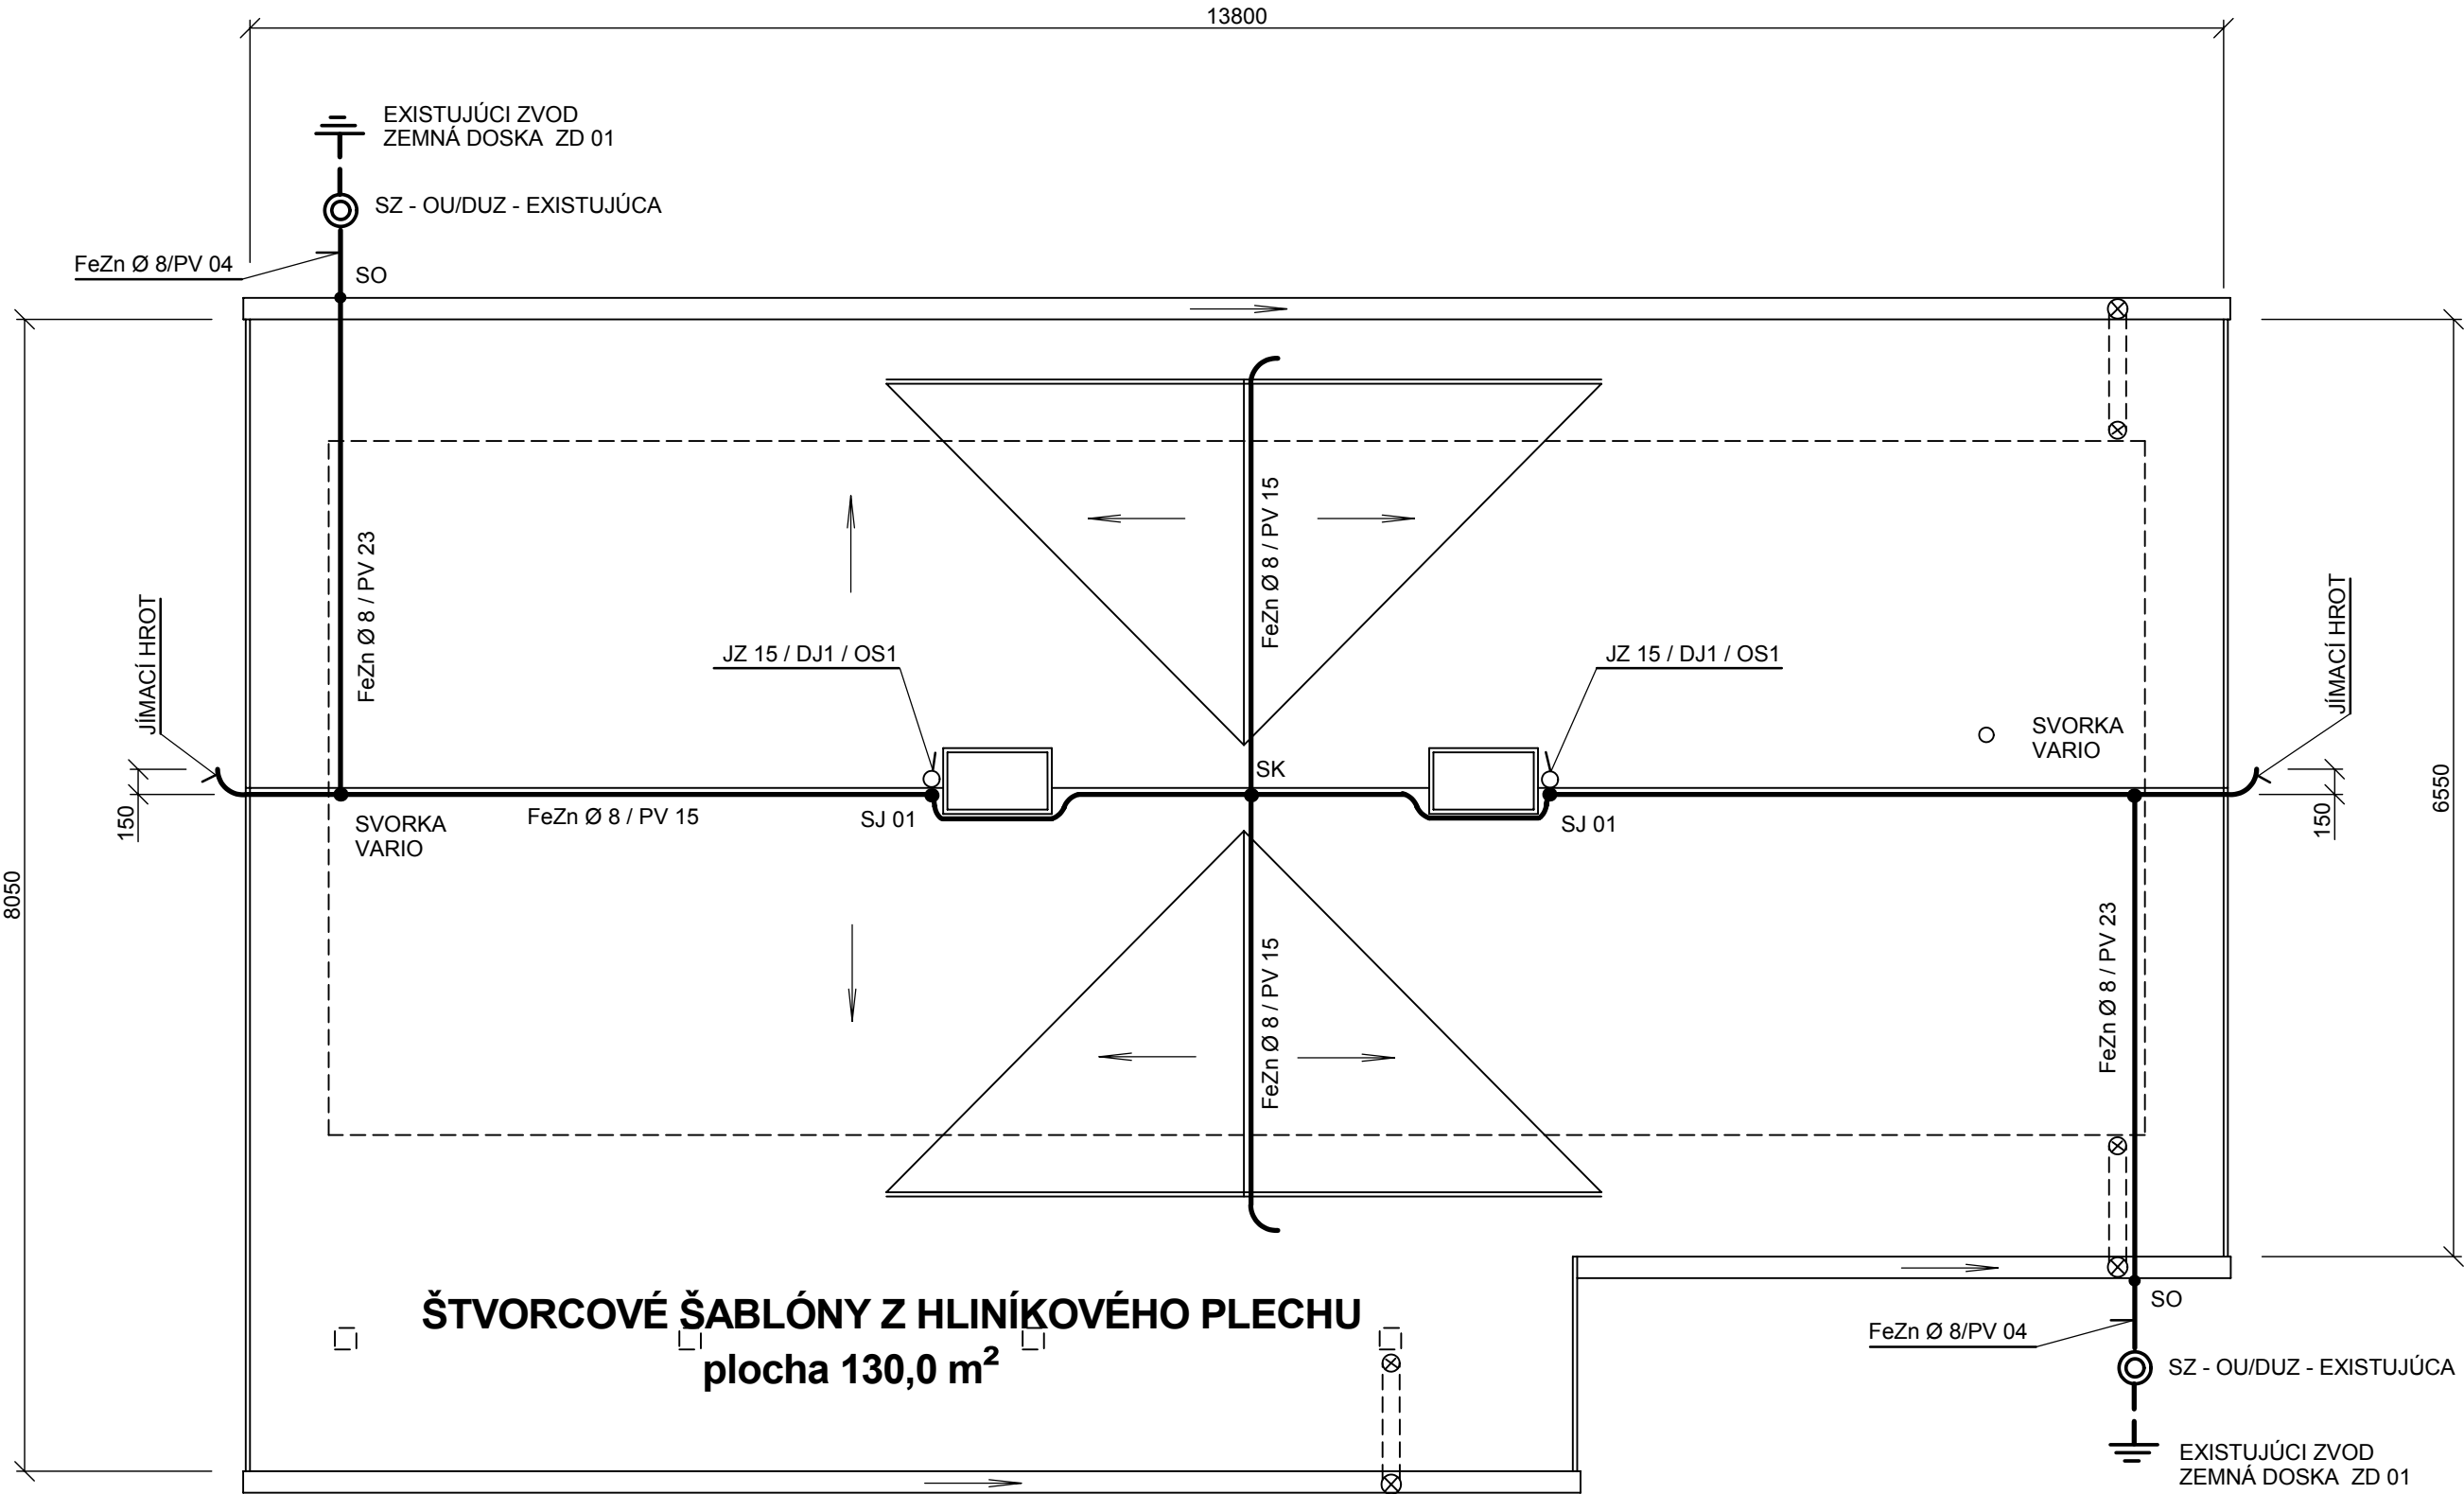 13800
EXISTUJÚCI ZVOD
ZEMNÁ DOSKA ZD 01
SZ - OU/DUZ - EXISTUJÚCA
FeZn Ø 8/PV 04
SO
FeZn Ø 8 / PV 23
FeZn Ø 8 / PV 15
JÍMACÍ HROT
JZ 15 / DJ1 / OS1
JZ 15 / DJ1 / OS1
JÍMACÍ HROT
SVORKA
VARIO
SK
150
SVORKA
VARIO
FeZn Ø 8 / PV 15
SJ 01
SJ 01
150
6550
8050
FeZn Ø 8 / PV 15
FeZn Ø 8 / PV 23
ŠTVORCOVÉ ŠABLÓNY Z HLINÍKOVÉHO PLECHU
plocha 130,0 m²
SO
FeZn Ø 8/PV 04
SZ - OU/DUZ - EXISTUJÚCA
EXISTUJÚCI ZVOD
ZEMNÁ DOSKA ZD 01